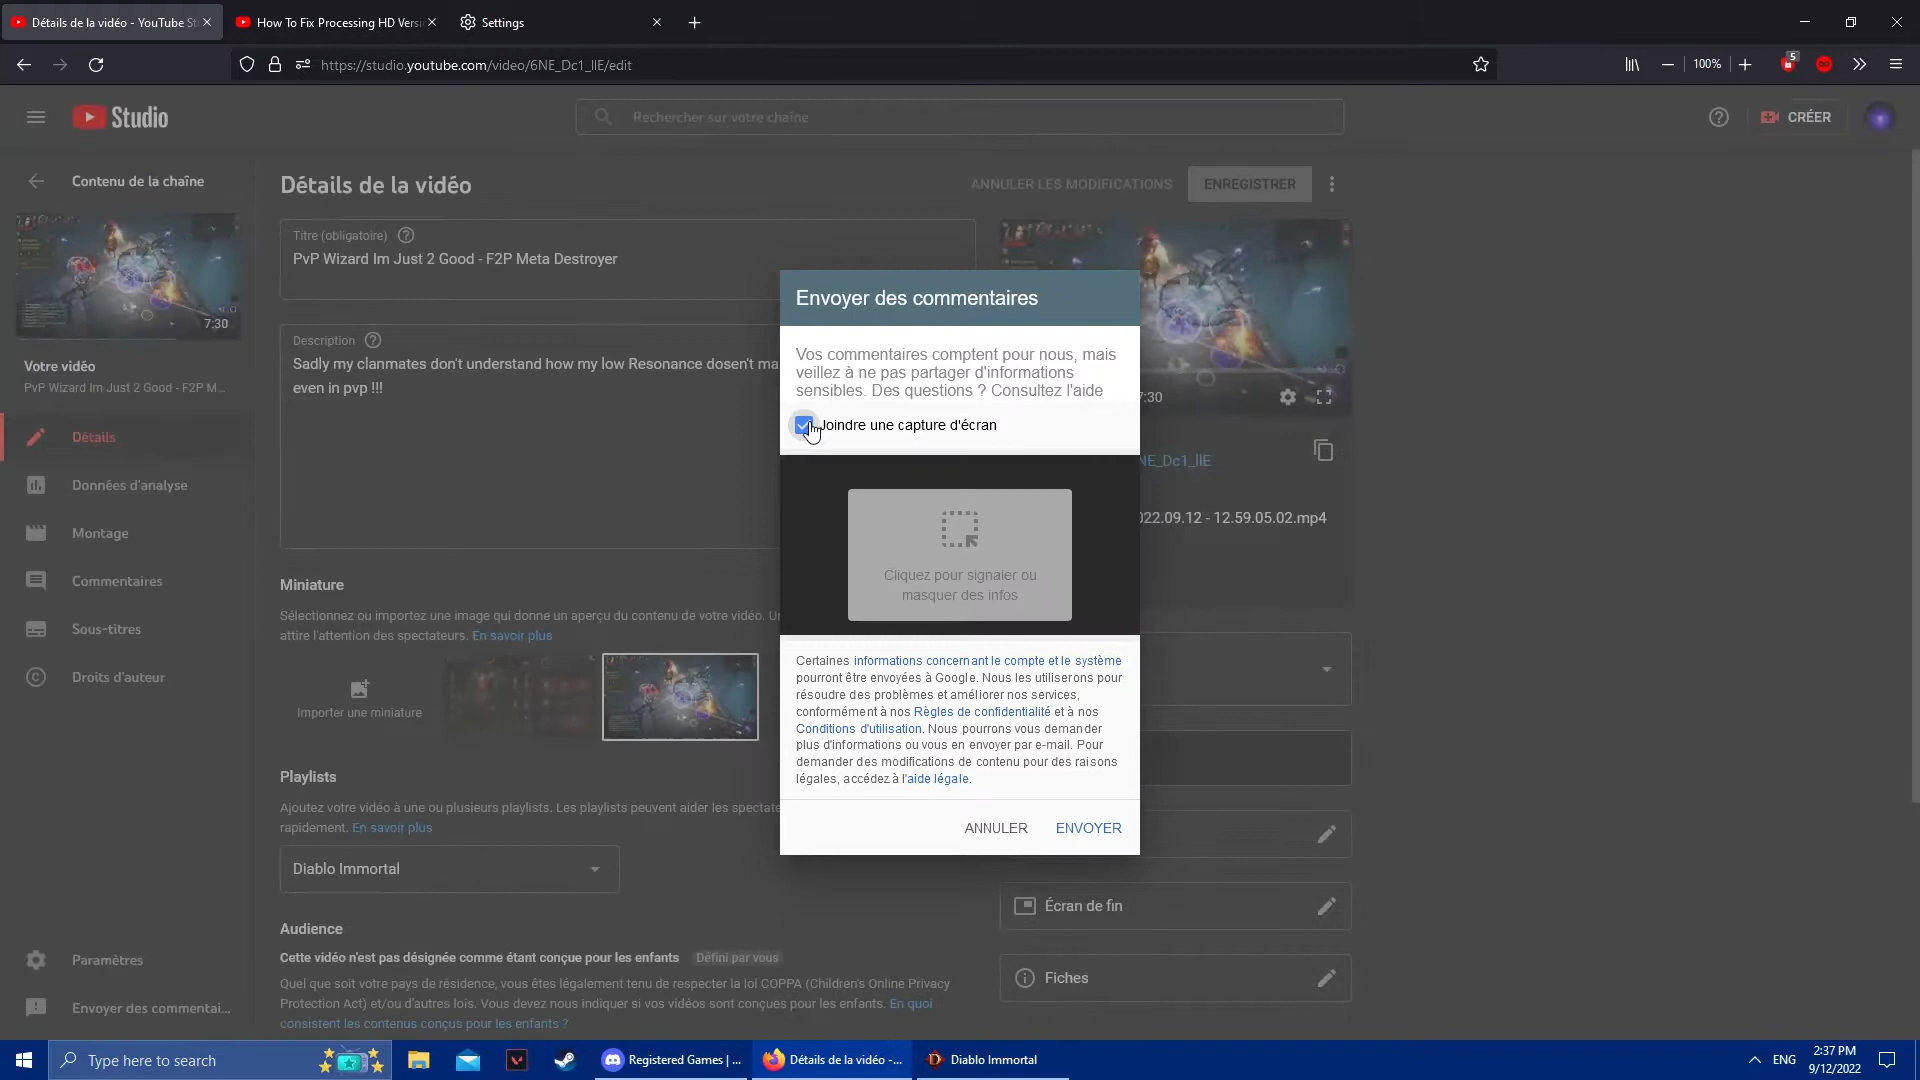 Détails de la vidéo - YouTube St
How To Fix Processing HD Versi
Settings
https://studio.youtube.com/video/6NE_Dc1_lIE/edit
100%
5
Studio
Rechercher sur votre chaîne
CRÉER
Contenu de la chaîne
7:30
Votre vidéo
PvP Wizard Im Just 2 Good - F2P M...
Détails
Données d'analyse
Montage
Commentaires
Sous-titres
Droits d'auteur
Paramètres
Envoyer des commentai...
Détails de la vidéo
ANNULER LES MODIFICATIONS
ENREGISTRER
Titre (obligatoire)
PvP Wizard Im Just 2 Good - F2P Meta Destroyer
Description
Sadly my clanmates don't understand how my low Resonance dosen't ma
even in pvp !!!
Miniature
Sélectionnez ou importez une image qui donne un aperçu du contenu de votre vidéo. Un
attire l'attention des spectateurs. En savoir plus
Importer une miniature
Playlists
Ajoutez votre vidéo à une ou plusieurs playlists. Les playlists peuvent aider les spectate
rapidement. En savoir plus
Diablo Immortal
Audience
Cette vidéo n'est pas désignée comme étant conçue pour les enfants
Défini par vous
Quel que soit votre pays de résidence, vous êtes légalement tenu de respecter la loi COPPA (Children's Online Privacy
Protection Act) et/ou d'autres lois. Vous devez nous indiquer si vos vidéos sont conçues pour les enfants. En quoi
consistent les contenus conçus pour les enfants ?
7:30
NE_Dc1_lIE
022.09.12 - 12.59.05.02.mp4
Écran de fin
Fiches
Envoyer des commentaires
Vos commentaires comptent pour nous, mais
veillez à ne pas partager d'informations
sensibles. Des questions ? Consultez l'aide
Joindre une capture d'écran
Cliquez pour signaler ou
masquer des infos
Certaines informations concernant le compte et le système
pourront être envoyées à Google. Nous les utiliserons pour
résoudre des problèmes et améliorer nos services,
conformément à nos Règles de confidentialité et à nos
Conditions d'utilisation. Nous pourrons vous demander
plus d'informations ou vous en envoyer par e-mail. Pour
demander des modifications de contenu pour des raisons
légales, accédez à l'aide légale.
ANNULER
ENVOYER
Type here to search
Registered Games | ...
Détails de la vidéo -...
Diablo Immortal
ENG
2:37 PM
9/12/2022